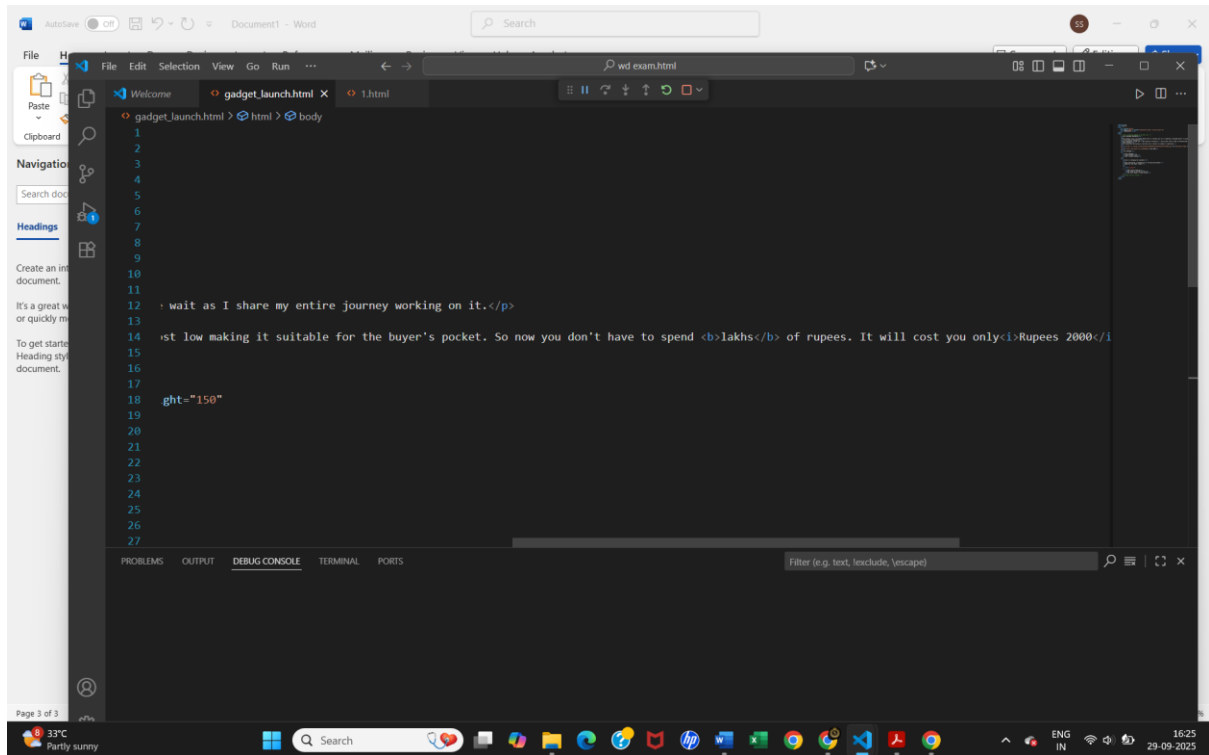 AutoSave Off Document1 - Word Search SS
File
Paste
Clipboard
Search doc
Headings
Create an
document.
It's a great
or quickly
To get
Heading
document.
Page 3 of 3
File Edit Selection View Go Run ··· wd exam.html
Welcome gadget_launch.html 1.html
gadget_launch.html > html > body
1
2
3
4
5
6
7
8
9
10
11
12 wait as I share my entire journey working on it.</p>
13
14 low making it suitable for the buyer's pocket. So now you don't have to spend <b>lakhs</b> of rupees. It will cost you only<i>Rupees 2000</i
15
16
17
18 ght="150"
19
20
21
22
23
24
25
26
27
PROBLEMS OUTPUT DEBUG CONSOLE TERMINAL PORTS Filter (e.g. text, !exclude, \escape)
1
8 33°C
Partly sunny
Search
hp
ENG
IN
16:25
29-09-2025